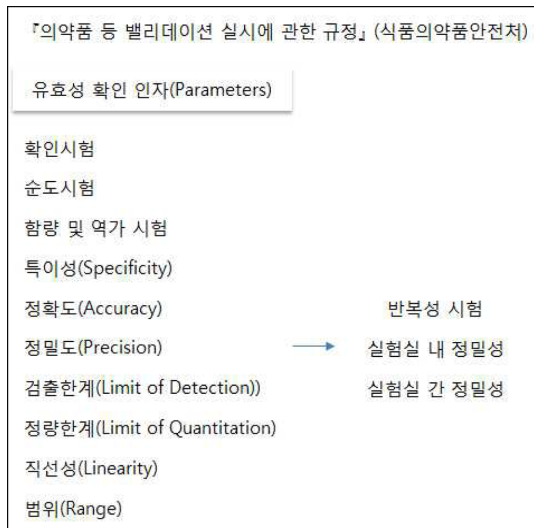 『의약품 등 밸리데이션 실시에 관한 규정』 (식품의약품안전처)
유효성 확인 인자(Parameters)
확인시험
순도시험
함량 및 역가 시험
특이성(Specificity)
정확도(Accuracy) 반복성 시험
정밀도(Precision) → 실험실 내 정밀성
검출한계(Limit of Detection)) 실험실 간 정밀성
정량한계(Limit of Quantitation)
직선성(Linearity)
범위(Range)